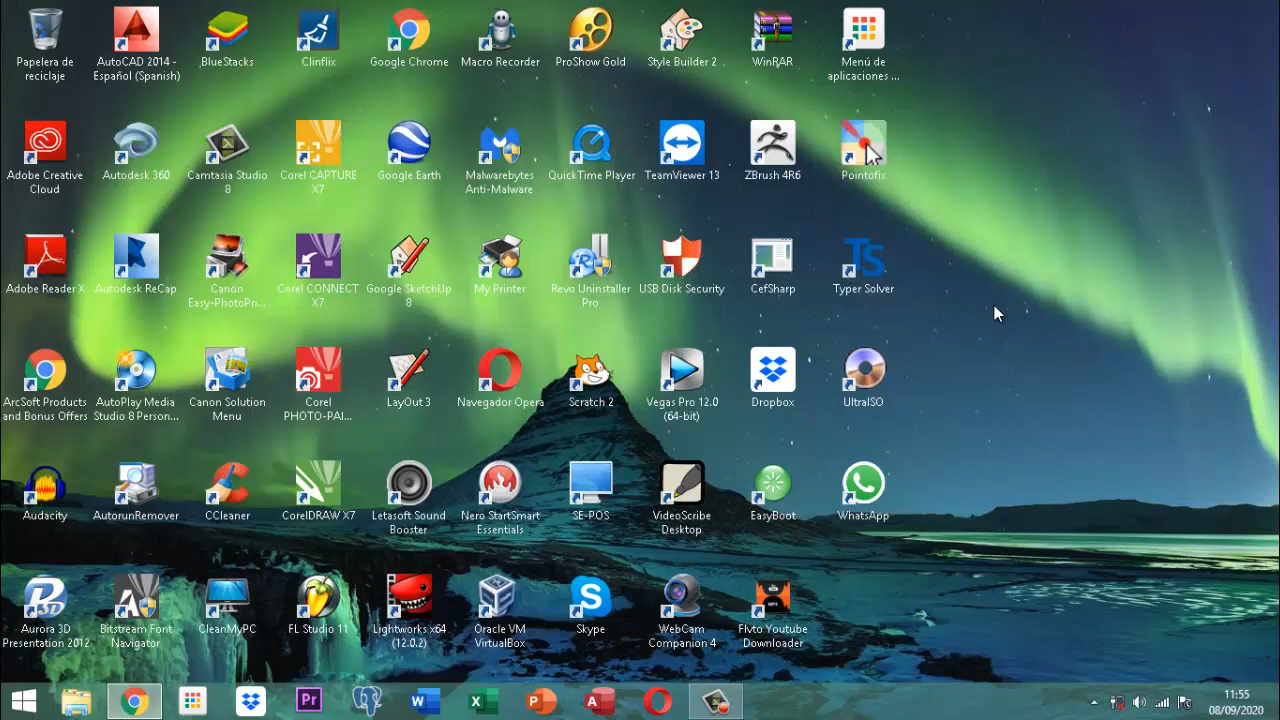 Papelera de
reciclaje
AutoCAD 2014 -
Español (Spanish)
BlueStacks
Clinflix
Google Chrome
Macro Recorder
ProShow Gold
Style Builder 2
WinRAR
Menú de
aplicaciones ...
Adobe Creative
Cloud
Autodesk 360
Camtasia Studio
8
Corel CAPTURE
X7
Google Earth
Malwarebytes
Anti-Malware
QuickTime Player
TeamViewer 13
ZBrush 4R6
Pointofix
Adobe Reader X
Autodesk ReCap
Canon
Easy-PhotoPri...
Corel CONNECT
X7
Google SketchUp
8
My Printer
Revo Uninstaller
Pro
USB Disk Security
CefSharp
TS
Typer Solver
ArcSoft Products
and Bonus Offers
AutoPlay Media
Studio 8 Person...
Canon Solution
Menu
Corel
PHOTO-PAI...
LayOut 3
Navegador Opera
Scratch 2
Vegas Pro 12.0
(64-bit)
Dropbox
UltraISO
Audacity
AutorunRemover
CCleaner
CorelDRAW X7
Letasoft Sound
Booster
Nero StartSmart
Essentials
SE-POS
VideoScribe
Desktop
EasyBoot
WhatsApp
Aurora 3D
Presentation 2012
Bitstream Font
Navigator
CleanMyPC
FL Studio 11
Lightworks x64
(12.0.2)
Oracle VM
VirtualBox
Skype
WebCam
Companion 4
Flvto Youtube
Downloader
Pr
11:55
08/09/2020